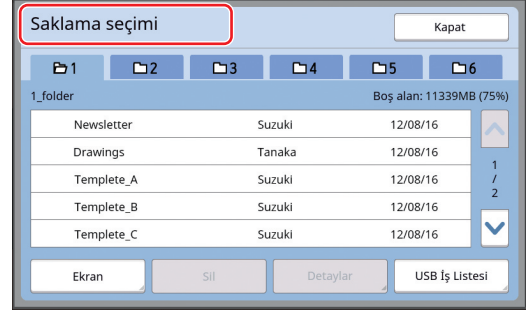 Saklama seçimi
Kapat
1 2 3 4 5 6
1_folder Boş alan: 11339MB (75%)
Newsletter Suzuki 12/08/16
Drawings Tanaka 12/08/16
Templete_A Suzuki 12/08/16
Templete_B Suzuki 12/08/16
Templete_C Suzuki 12/08/16
1
/
2
Ekran Sil Detaylar USB İş Listesi